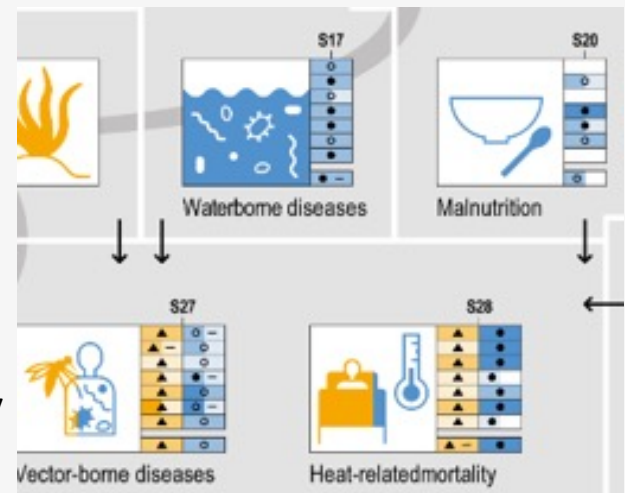 S17
S20
Waterborne diseases
Malnutrition
S27
S28
Vector-borne diseases
Heat-relatedmortality